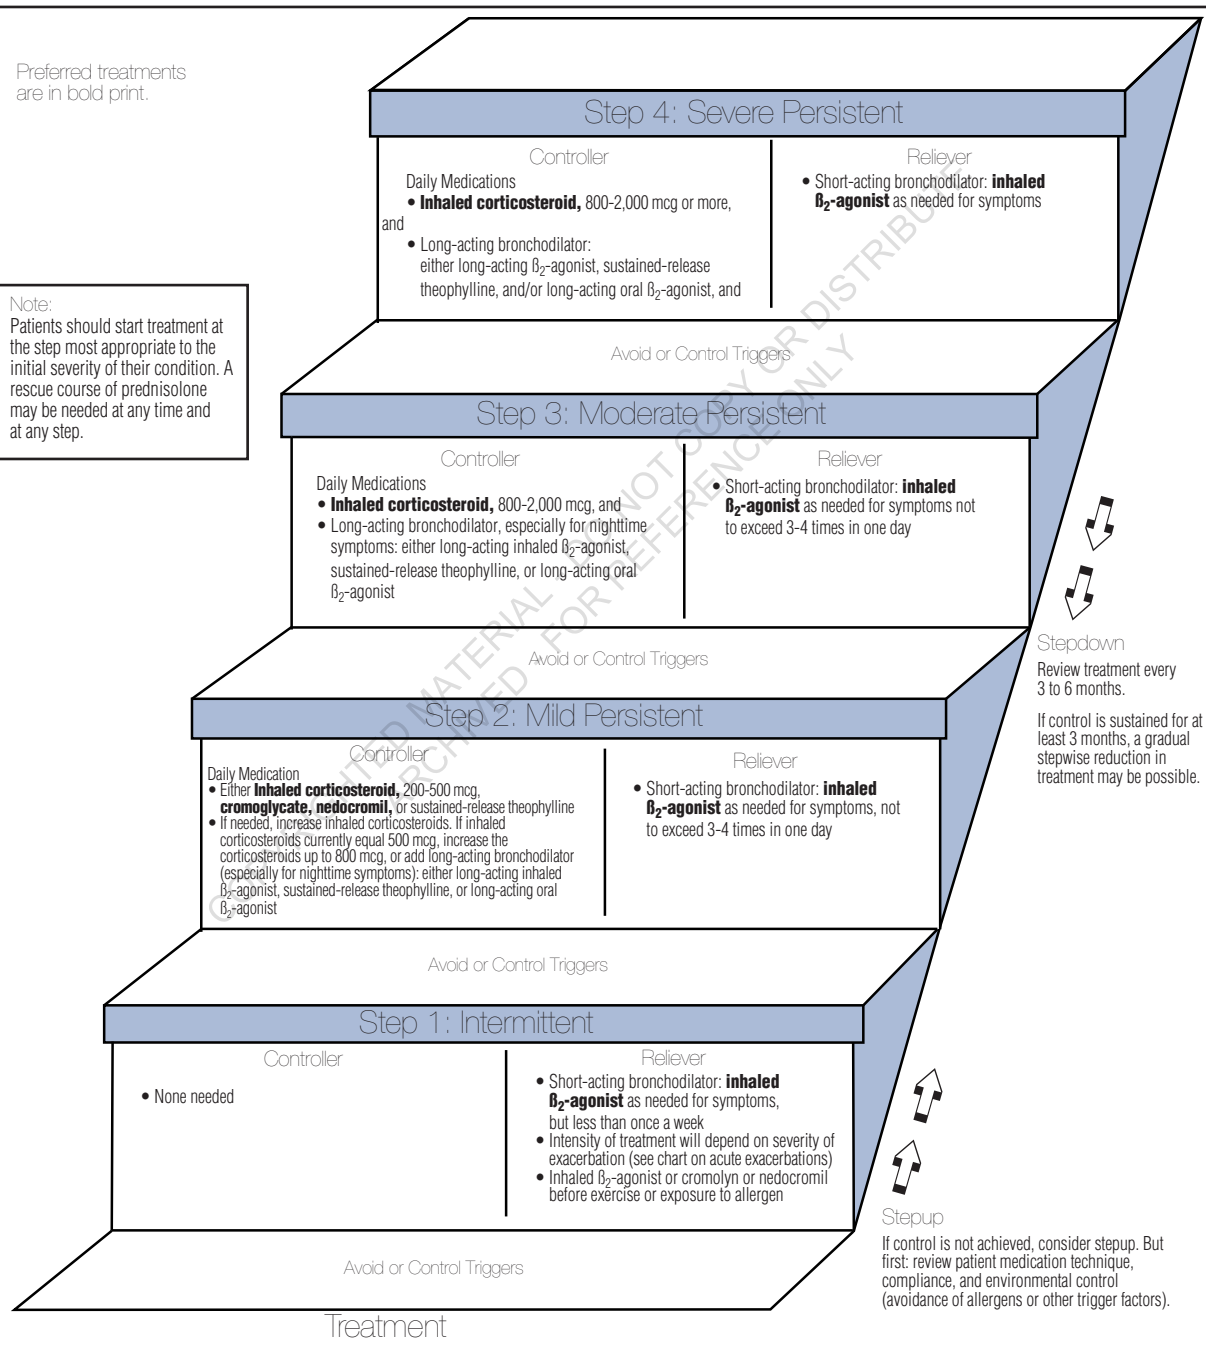 Preferred treatments
are in bold print.
Step 4: Severe Persistent
Controller
Daily Medications
• Inhaled corticosteroid, 800-2,000 mcg or more,
and
• Long-acting bronchodilator:
either long-acting ß2-agonist, sustained-release
theophylline, and/or long-acting oral ß2-agonist, and
Reliever
• Short-acting bronchodilator: inhaled
ß2-agonist as needed for symptoms
Note:
Patients should start treatment at
the step most appropriate to the
initial severity of their condition. A
rescue course of prednisolone
may be needed at any time and
at any step.
Avoid or Control Triggers
Step 3: Moderate Persistent
Controller
Daily Medications
• Inhaled corticosteroid, 800-2,000 mcg, and
• Long-acting bronchodilator, especially for nighttime
symptoms: either long-acting inhaled ß2-agonist,
sustained-release theophylline, or long-acting oral
ß2-agonist
Reliever
• Short-acting bronchodilator: inhaled
ß2-agonist as needed for symptoms not
to exceed 3-4 times in one day
Avoid or Control Triggers
Stepdown
Review treatment every
3 to 6 months.
If control is sustained for at
least 3 months, a gradual
stepwise reduction in
treatment may be possible.
Step 2: Mild Persistent
Controller
Daily Medication
• Either Inhaled corticosteroid, 200-500 mcg,
cromoglycate, nedocromil, or sustained-release theophylline
• If needed, increase inhaled corticosteroids. If inhaled
corticosteroids currently equal 500 mcg, increase the
corticosteroids up to 800 mcg, or add long-acting bronchodilator
(especially for nighttime symptoms): either long-acting inhaled
ß2-agonist, sustained-release theophylline, or long-acting oral
ß2-agonist
Reliever
• Short-acting bronchodilator: inhaled
ß2-agonist as needed for symptoms, not
to exceed 3-4 times in one day
Avoid or Control Triggers
Step 1: Intermittent
Controller
• None needed
Reliever
• Short-acting bronchodilator: inhaled
ß2-agonist as needed for symptoms,
but less than once a week
• Intensity of treatment will depend on severity of
exacerbation (see chart on acute exacerbations)
• Inhaled ß2-agonist or cromolyn or nedocromil
before exercise or exposure to allergen
Avoid or Control Triggers
Treatment
Stepup
If control is not achieved, consider stepup. But
first: review patient medication technique,
compliance, and environmental control
(avoidance of allergens or other trigger factors).
COPYRIGHTED MATERIAL - DO NOT COPY OR DISTRIBUTE
ARCHIVED - FOR REFERENCE ONLY